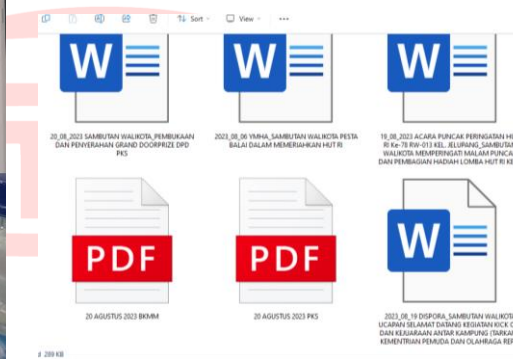 Sort
View
W
W
W
20_08_2023 SAMBUTAN WALIKOTA_PEMBUKAAN
DAN PENYERAHAN GRAND DOORPRIZE DPD
PKS
2023_08_06 YMHA_SAMBUTAN WALIKOTA PESTA
BALAI DALAM MEMERIAHKAN HUT RI
19_08_2023 ACARA PUNCAK PERINGATAN HU
RI Ke-78 RW-013 KEL. JELUPANG_SAMBUTAN
WALIKOTA MEMPERINGATI MALAM PUNCA
DAN PEMBAGIAN HADIAH LOMBA HUT RI KE
PDF
PDF
W
20 AGUSTUS 2023 BKMM
20 AGUSTUS 2023 PKS
2023_08_19 DISPORA_SAMBUTAN WALIKOTA
UCAPAN SELAMAT DATANG KEGIATAN KICK O
DAN KEJUARAAN ANTAR KAMPUNG (TARKA
KEMENTRIAN PEMUDA DAN OLAHRAGA REP
289 KB